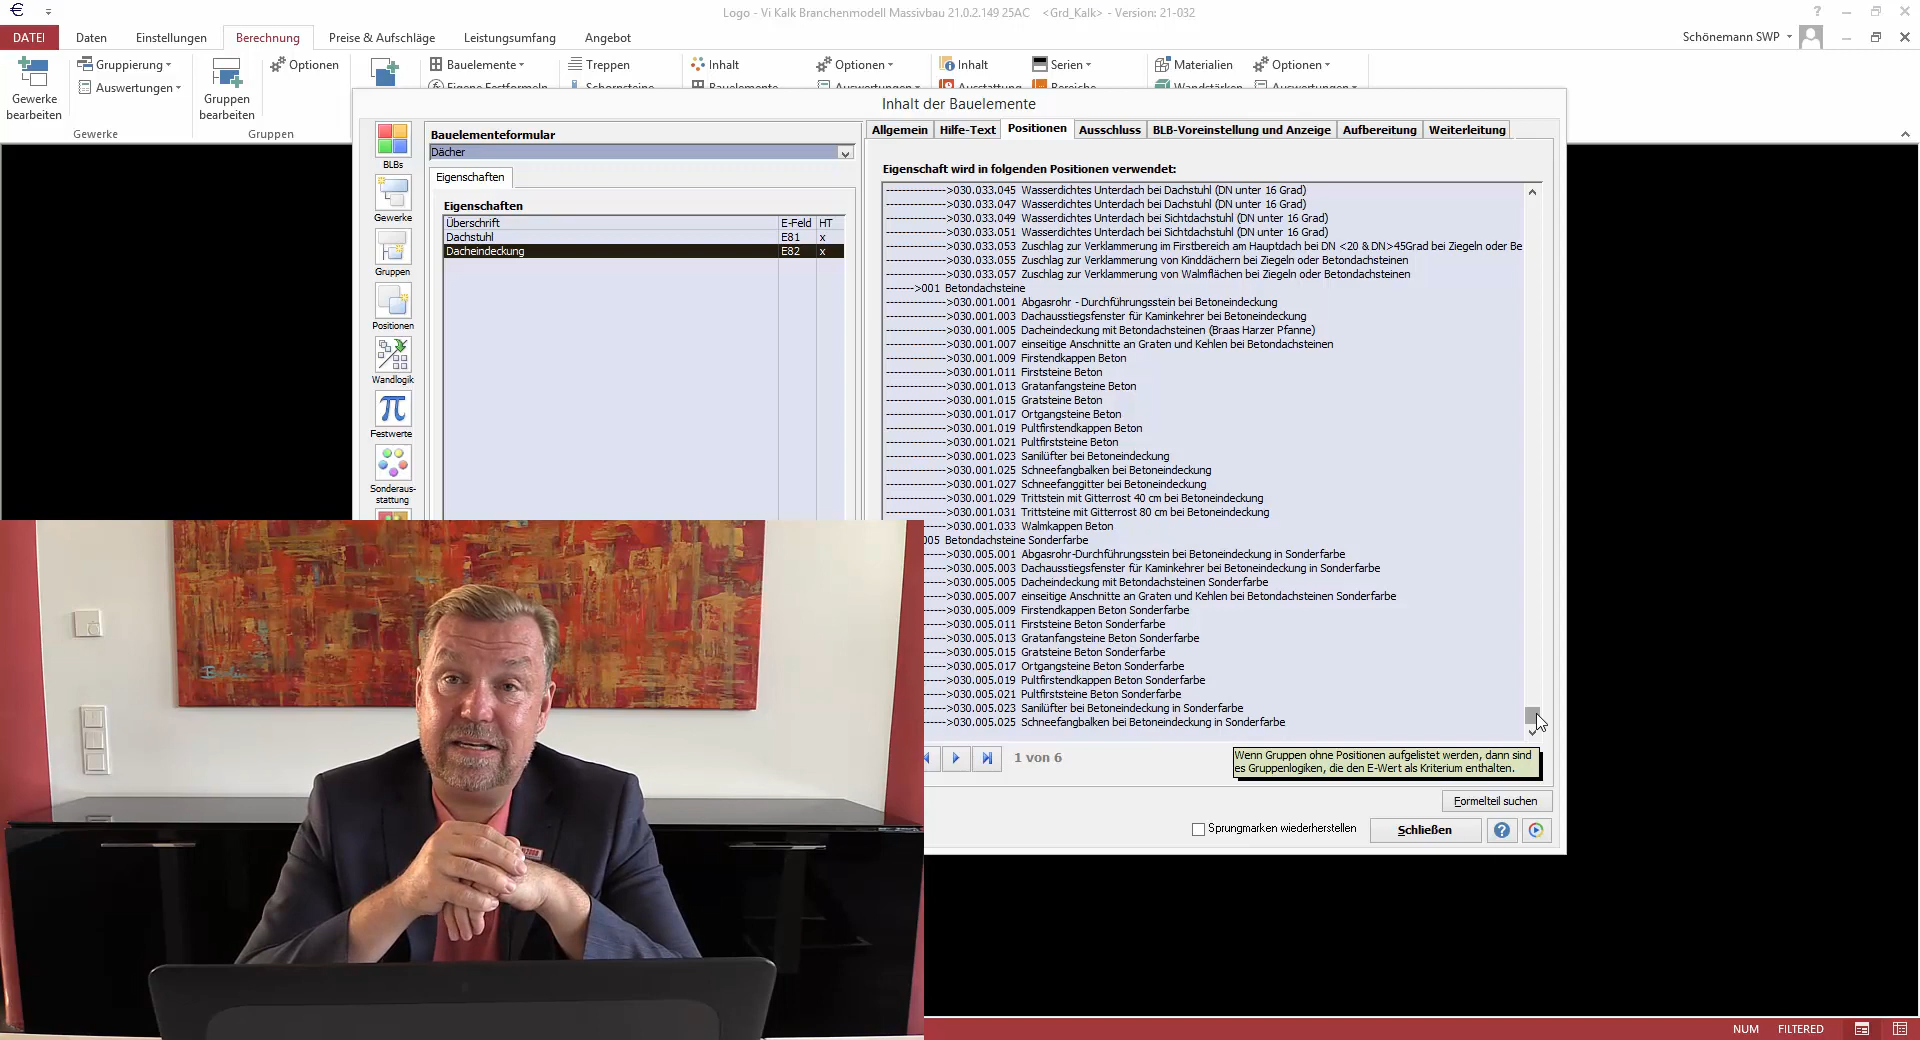 Logo - Vi Kalk Branchenmodell Massivbau 21.0.2.149 25AC    <Grd_Kalk> - Version: 21-032
DATEI
Daten
Einstellungen
Berechnung
Preise & Aufschläge
Leistungsumfang
Angebot
Schönemann SWP
Gewerke bearbeiten
Gruppierung
Auswertungen
Gewerke
Gruppen bearbeiten
Optionen
Gruppen
Bauelemente
Eigene Festformeln
Treppen
Schornsteine
Inhalt
Bauelemente
Optionen
Auswertungen
Inhalt
Ausstattung
Serien
Bereiche
Materialien
Wandstärken
Optionen
Auswertungen
Inhalt der Bauelemente
BLBs
Gewerke
Gruppen
Positionen
Wandlogik
Festwerte
Sonderaus-
stattung
Bauelementeformular
Dächer
Eigenschaften
Eigenschaften
Überschrift E-Feld HT
Dachstuhl E81 x
Dacheindeckung E82 x
Allgemein
Hilfe-Text
Positionen
Ausschluss
BLB-Voreinstellung und Anzeige
Aufbereitung
Weiterleitung
Eigenschaft wird in folgenden Positionen verwendet:
--------------->030.033.045 Wasserdichtes Unterdach bei Dachstuhl (DN unter 16 Grad)
--------------->030.033.047 Wasserdichtes Unterdach bei Dachstuhl (DN unter 16 Grad)
--------------->030.033.049 Wasserdichtes Unterdach bei Sichtdachstuhl (DN unter 16 Grad)
--------------->030.033.051 Wasserdichtes Unterdach bei Sichtdachstuhl (DN unter 16 Grad)
--------------->030.033.053 Zuschlag zur Verklammerung im Firstbereich am Hauptdach bei DN <20 & DN>45Grad bei Ziegeln oder Be
--------------->030.033.055 Zuschlag zur Verklammerung von Kinddächern bei Ziegeln oder Betondachsteinen
--------------->030.033.057 Zuschlag zur Verklammerung von Walmflächen bei Ziegeln oder Betondachsteinen
------->001 Betondachsteine
--------------->030.001.001 Abgasrohr - Durchführungsstein bei Betoneindeckung
--------------->030.001.003 Dachausstiegsfenster für Kaminkehrer bei Betoneindeckung
--------------->030.001.005 Dacheindeckung mit Betondachsteinen (Braas Harzer Pfanne)
--------------->030.001.007 einseitige Anschnitte an Graten und Kehlen bei Betondachsteinen
--------------->030.001.009 Firstendkappen Beton
--------------->030.001.011 Firststeine Beton
--------------->030.001.013 Gratanfangsteine Beton
--------------->030.001.015 Gratsteine Beton
--------------->030.001.017 Ortgangsteine Beton
--------------->030.001.019 Pultfirstendkappen Beton
--------------->030.001.021 Pultfirststeine Beton
--------------->030.001.023 Sanilüfter bei Betoneindeckung
--------------->030.001.025 Schneefangbalken bei Betoneindeckung
--------------->030.001.027 Schneefanggitter bei Betoneindeckung
--------------->030.001.029 Trittstein mit Gitterrost 40 cm bei Betoneindeckung
--------------->030.001.031 Trittsteine mit Gitterrost 80 cm bei Betoneindeckung
--------------->030.001.033 Walmkappen Beton
005 Betondachsteine Sonderfarbe
----->030.005.001 Abgasrohr-Durchführungsstein bei Betoneindeckung in Sonderfarbe
----->030.005.003 Dachausstiegsfenster für Kaminkehrer bei Betoneindeckung in Sonderfarbe
----->030.005.005 Dacheindeckung mit Betondachsteinen Sonderfarbe
----->030.005.007 einseitige Anschnitte an Graten und Kehlen bei Betondachsteinen Sonderfarbe
----->030.005.009 Firstendkappen Beton Sonderfarbe
----->030.005.011 Firststeine Beton Sonderfarbe
----->030.005.013 Gratanfangsteine Beton Sonderfarbe
----->030.005.015 Gratsteine Beton Sonderfarbe
----->030.005.017 Ortgangsteine Beton Sonderfarbe
----->030.005.019 Pultfirstendkappen Beton Sonderfarbe
----->030.005.021 Pultfirststeine Beton Sonderfarbe
----->030.005.023 Sanilüfter bei Betoneindeckung in Sonderfarbe
----->030.005.025 Schneefangbalken bei Betoneindeckung in Sonderfarbe
1 von 6
Wenn Gruppen ohne Positionen aufgelistet werden, dann sind
es Gruppenlogiken, die den E-Wert als Kriterium enthalten.
Formelteil suchen
Sprungmarken wiederherstellen
Schließen
NUM
FILTERED